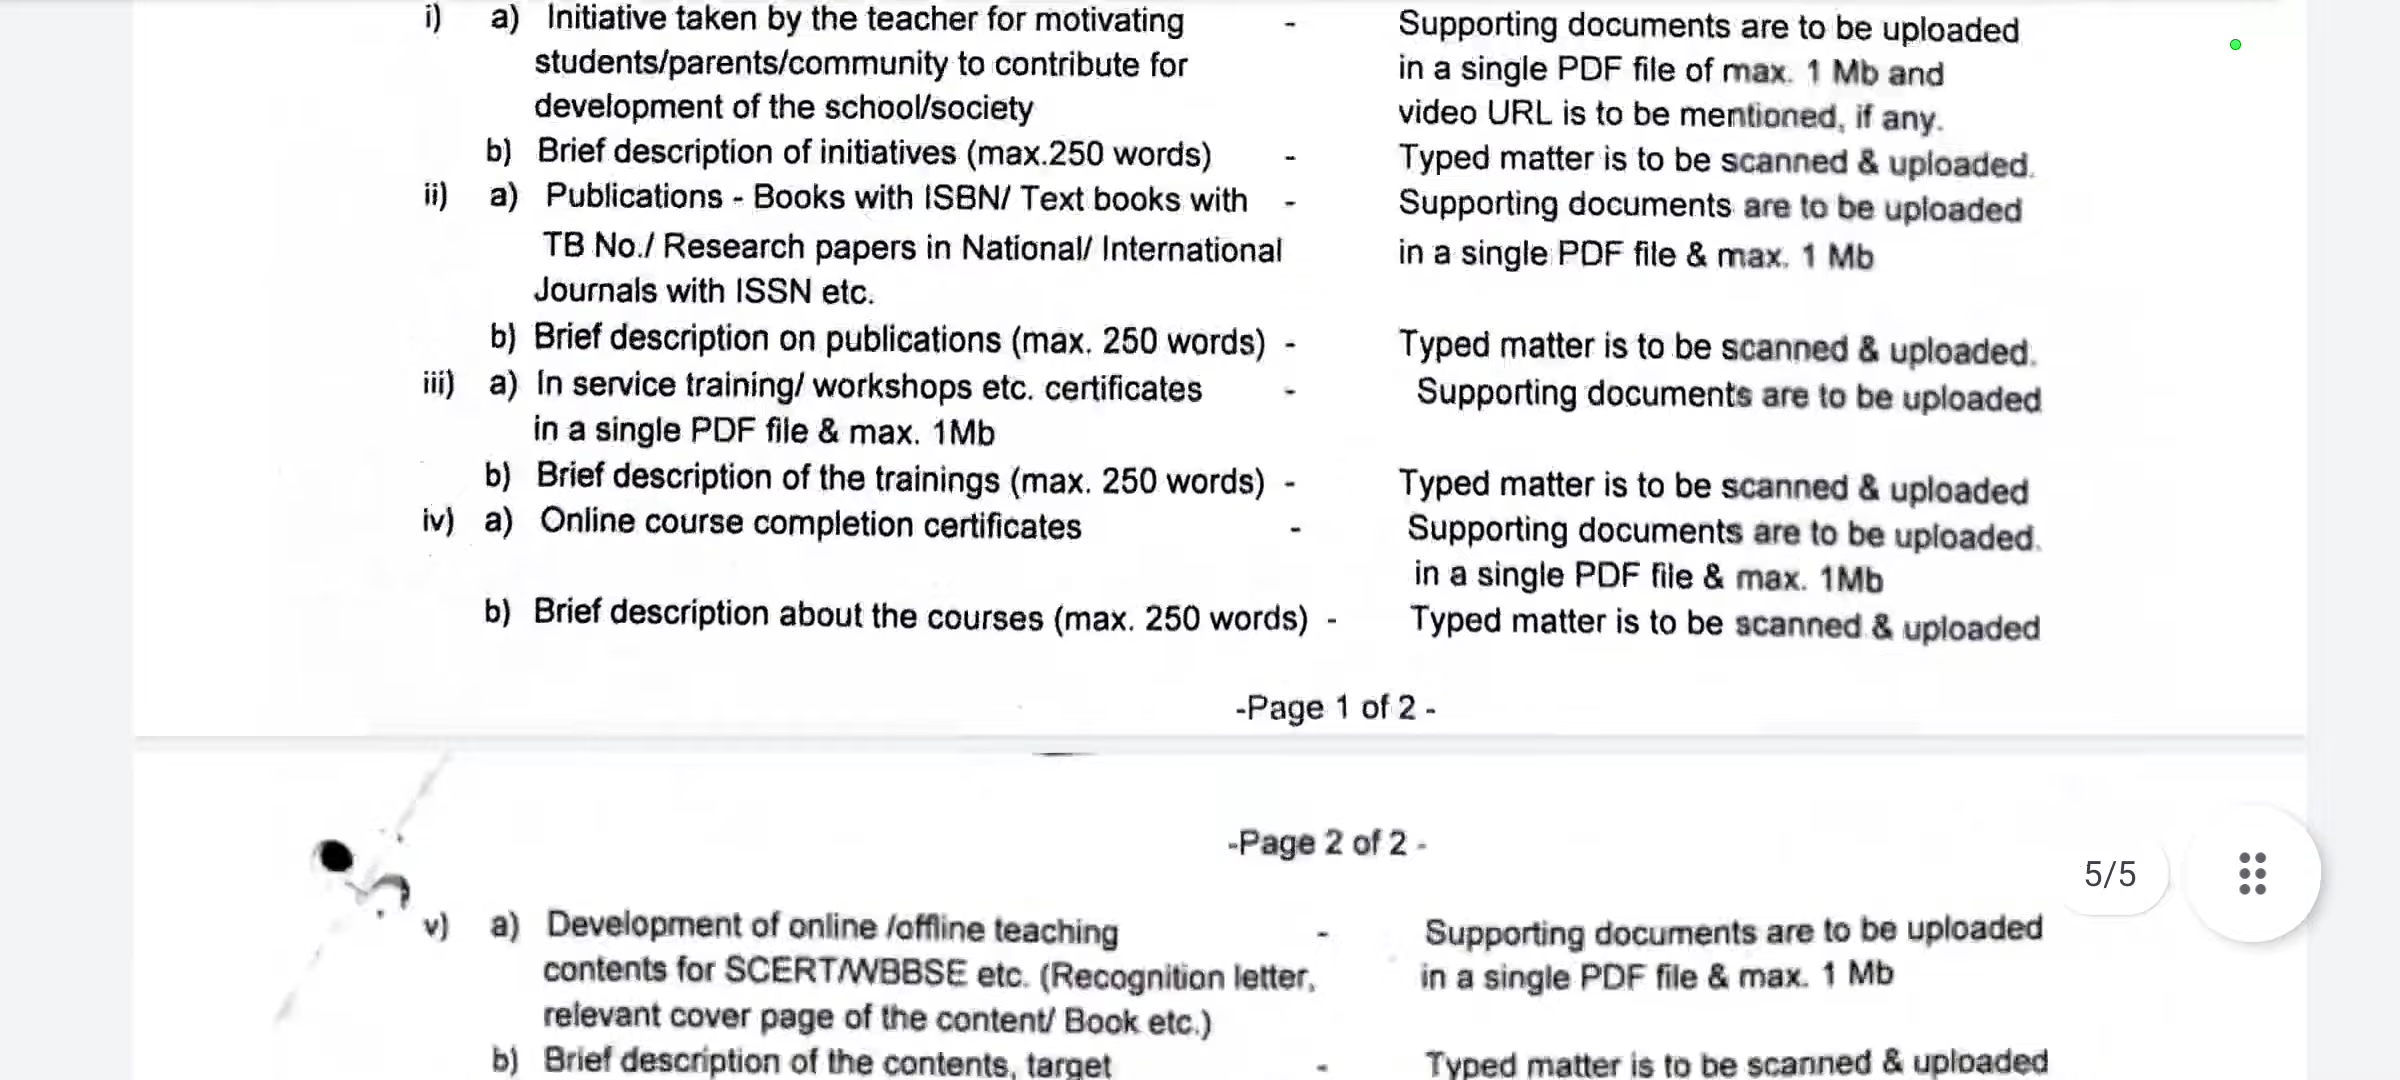 i) a) Initiative taken by the teacher for motivating - Supporting documents are to be uploaded
students/parents/community to contribute for in a single PDF file of max. 1 Mb and
development of the school/society video URL is to be mentioned, if any.
b) Brief description of initiatives (max.250 words) - Typed matter is to be scanned & uploaded.
ii) a) Publications - Books with ISBN/ Text books with - Supporting documents are to be uploaded
TB No./ Research papers in National/ International in a single PDF file & max. 1 Mb
Journals with ISSN etc.
b) Brief description on publications (max. 250 words) - Typed matter is to be scanned & uploaded.
iii) a) In service training/ workshops etc. certificates - Supporting documents are to be uploaded
in a single PDF file & max. 1Mb
b) Brief description of the trainings (max. 250 words) - Typed matter is to be scanned & uploaded
iv) a) Online course completion certificates - Supporting documents are to be uploaded.
in a single PDF file & max. 1Mb
b) Brief description about the courses (max. 250 words) - Typed matter is to be scanned & uploaded
-Page 1 of 2 -
-Page 2 of 2 -
5/5
v) a) Development of online /offline teaching - Supporting documents are to be uploaded
contents for SCERT/WBBSE etc. (Recognition letter, in a single PDF file & max. 1 Mb
relevant cover page of the content/ Book etc.)
b) Brief description of the contents, target - Typed matter is to be scanned & uploaded